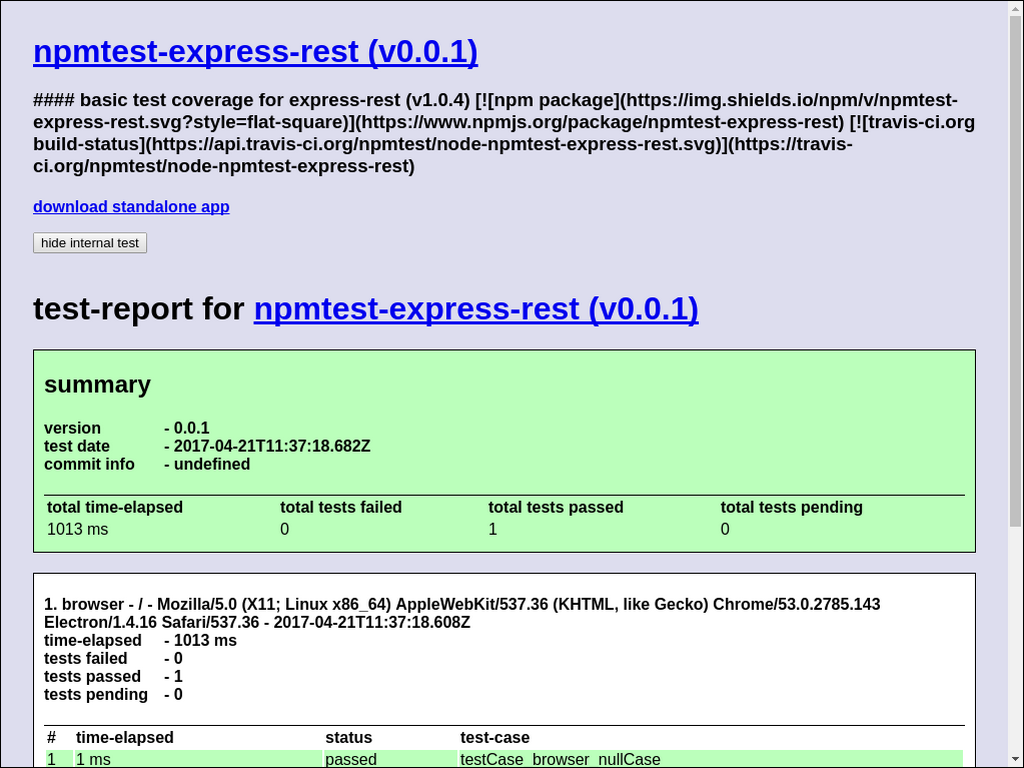 npmtest-express-rest (v0.0.1)
#### basic test coverage for express-rest (v1.0.4) [![npm package](https://img.shields.io/npm/v/npmtest-
express-rest.svg?style=flat-square)](https://www.npmjs.org/package/npmtest-express-rest) [![travis-ci.org
build-status](https://api.travis-ci.org/npmtest/node-npmtest-express-rest.svg)](https://travis-
ci.org/npmtest/node-npmtest-express-rest)
download standalone app
hide internal test
test-report for npmtest-express-rest (v0.0.1)
summary
version - 0.0.1
test date - 2017-04-21T11:37:18.682Z
commit info - undefined
total time-elapsed total tests failed total tests passed total tests pending
1013 ms 0 1 0
1. browser - / - Mozilla/5.0 (X11; Linux x86_64) AppleWebKit/537.36 (KHTML, like Gecko) Chrome/53.0.2785.143
Electron/1.4.16 Safari/537.36 - 2017-04-21T11:37:18.608Z
time-elapsed - 1013 ms
tests failed - 0
tests passed - 1
tests pending - 0
# time-elapsed status test-case
1 1 ms passed testCase_browser_nullCase